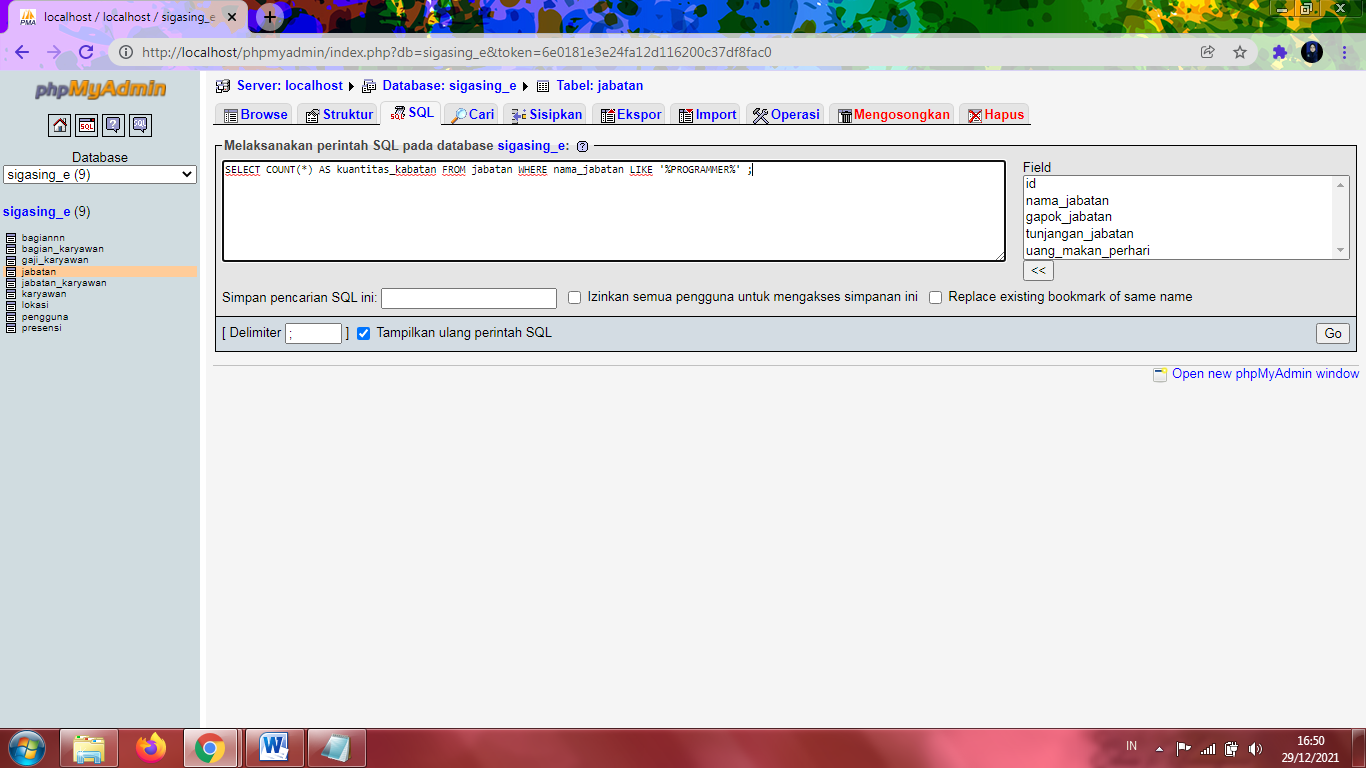 localhost / localhost / sigasing_e
http://localhost/phpmyadmin/index.php?db=sigasing_e&token=6e0181e3e24fa12d116200c37df8fac0
phpMyAdmin
Database
sigasing_e (9)
sigasing_e (9)
bagiannn
bagian_karyawan
gaji_karyawan
jabatan
jabatan_karyawan
karyawan
lokasi
pengguna
presensi
Server: localhost Database: sigasing_e Tabel: jabatan
Browse Struktur SQL Cari Sisipkan Ekspor Import Operasi Mengosongkan Hapus
Melaksanakan perintah SQL pada database sigasing_e:
SELECT COUNT(*) AS kuantitas_kabatan FROM jabatan WHERE nama_jabatan LIKE '%PROGRAMMER%' ;
Field
id
nama_jabatan
gapok_jabatan
tunjangan_jabatan
uang_makan_perhari
<<
Simpan pencarian SQL ini: Izinkan semua pengguna untuk mengakses simpanan ini Replace existing bookmark of same name
[ Delimiter ; ] Tampilkan ulang perintah SQL Go
Open new phpMyAdmin window
IN 16:50
29/12/2021